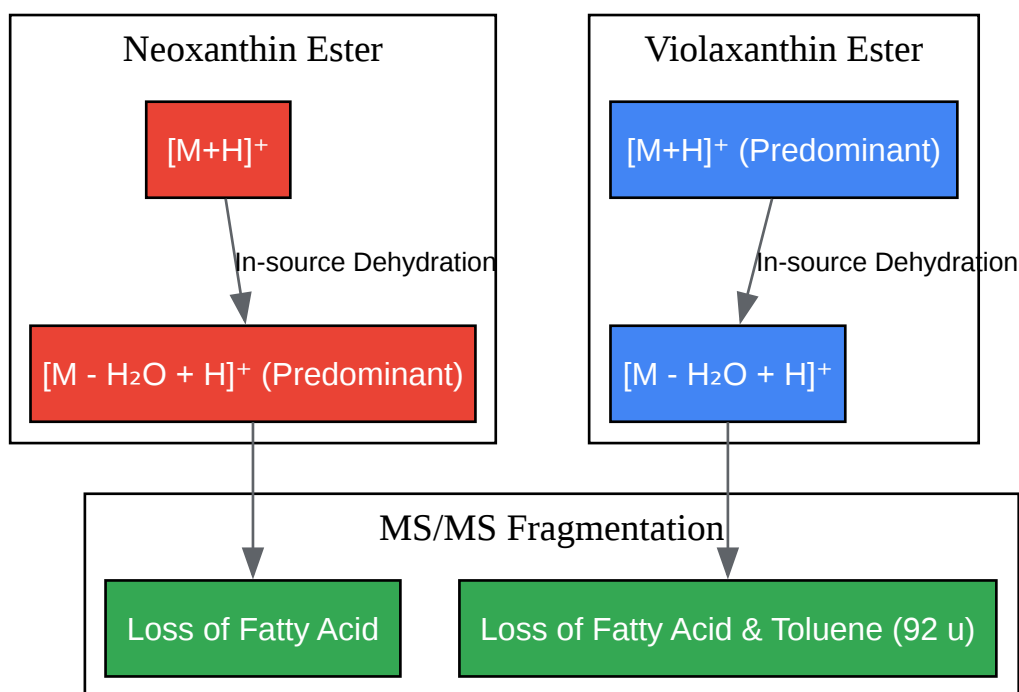 Neoxanthin Ester
[M+H]⁺
In-source Dehydration
[M - H₂O + H]⁺ (Predominant)
Violaxanthin Ester
[M+H]⁺ (Predominant)
In-source Dehydration
[M - H₂O + H]⁺
MS/MS Fragmentation
Loss of Fatty Acid
Loss of Fatty Acid & Toluene (92 u)